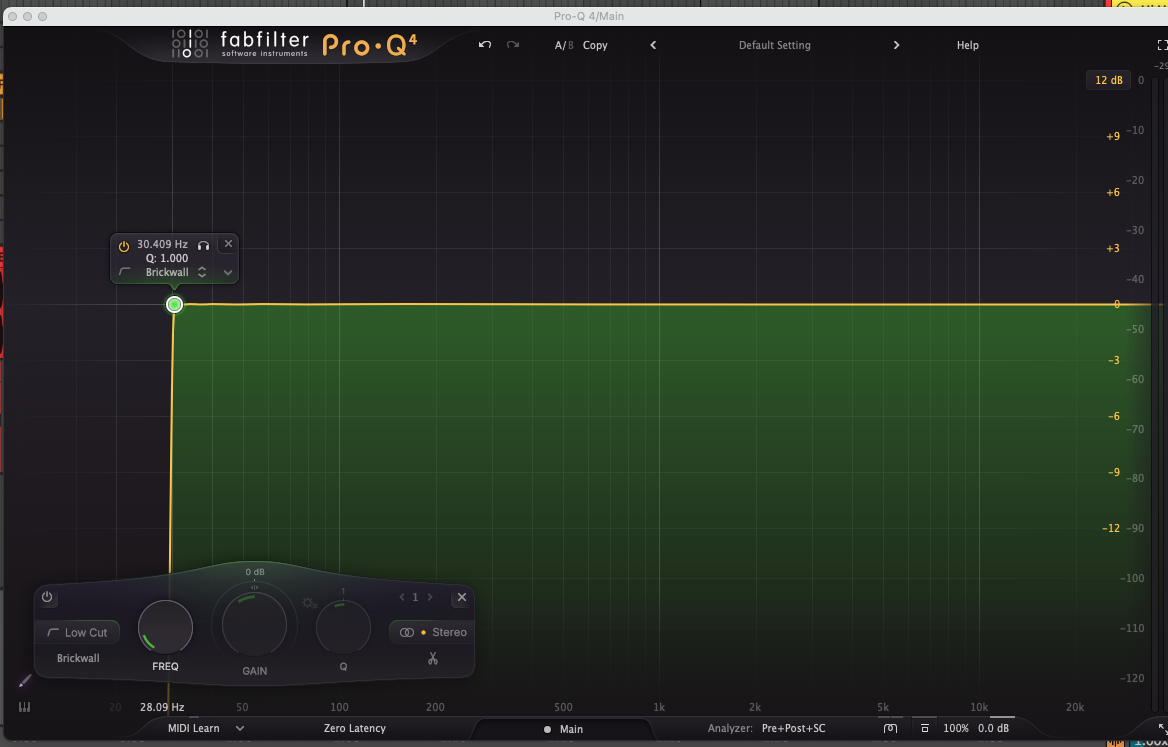 Pro-Q 4/Main
fabfilter
software instruments
Pro·Q4
A/B Copy
Default Setting
Help
12 dB
0
+9
-10
+6
-20
-30
+3
-40
0
-50
-3
-60
-6
-70
-9
-80
-12
-90
-100
-110
-120
30.409 Hz
Q: 1.000
Brickwall
0 dB
1
1
Low Cut
Stereo
Brickwall
FREQ
GAIN
Q
20
28.09 Hz
50
100
200
500
1k
2k
5k
10k
20k
MIDI Learn
Zero Latency
Main
Analyzer: Pre+Post+SC
100%
0.0 dB